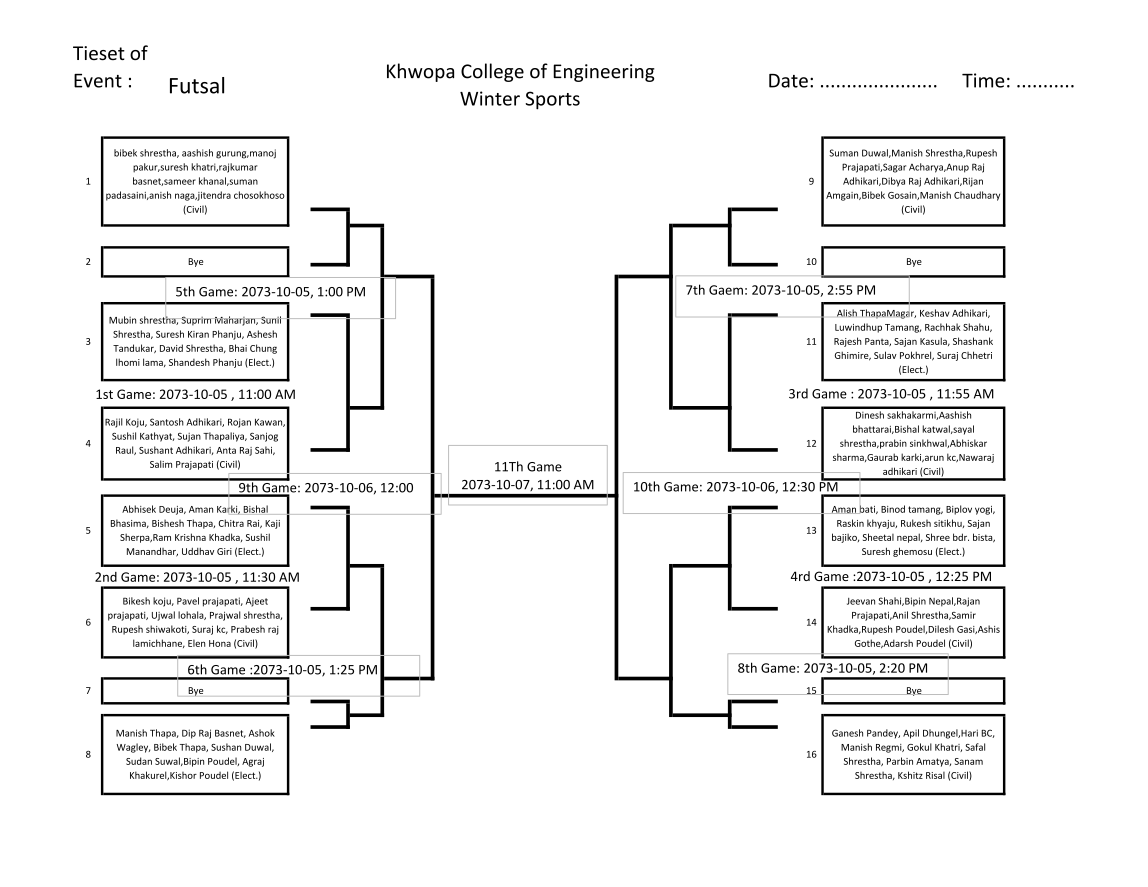 Tieset of
Event :
Futsal
Khwopa College of Engineering
Winter Sports
Date: ......................
Time: ...........
1
bibek shrestha, aashish gurung,manoj
pakur,suresh khatri,rajkumar
basnet,sameer khanal,suman
padasaini,anish naga,jitendra chosokhoso
(Civil)
2
Bye
5th Game: 2073-10-05, 1:00 PM
3
Mubin shrestha, Suprim Maharjan, Sunil
Shrestha, Suresh Kiran Phanju, Ashesh
Tandukar, David Shrestha, Bhai Chung
lhomi lama, Shandesh Phanju (Elect.)
1st Game: 2073-10-05 , 11:00 AM
4
Rajil Koju, Santosh Adhikari, Rojan Kawan,
Sushil Kathyat, Sujan Thapaliya, Sanjog
Raul, Sushant Adhikari, Anta Raj Sahi,
Salim Prajapati (Civil)
9th Game: 2073-10-06, 12:00
5
Abhisek Deuja, Aman Karki, Bishal
Bhasima, Bishesh Thapa, Chitra Rai, Kaji
Sherpa,Ram Krishna Khadka, Sushil
Manandhar, Uddhav Giri (Elect.)
2nd Game: 2073-10-05 , 11:30 AM
6
Bikesh koju, Pavel prajapati, Ajeet
prajapati, Ujwal lohala, Prajwal shrestha,
Rupesh shiwakoti, Suraj kc, Prabesh raj
lamichhane, Elen Hona (Civil)
6th Game :2073-10-05, 1:25 PM
7
Bye
8
Manish Thapa, Dip Raj Basnet, Ashok
Wagley, Bibek Thapa, Sushan Duwal,
Sudan Suwal,Bipin Poudel, Agraj
Khakurel,Kishor Poudel (Elect.)
11Th Game
2073-10-07, 11:00 AM
9
Suman Duwal,Manish Shrestha,Rupesh
Prajapati,Sagar Acharya,Anup Raj
Adhikari,Dibya Raj Adhikari,Rijan
Amgain,Bibek Gosain,Manish Chaudhary
(Civil)
10
Bye
7th Gaem: 2073-10-05, 2:55 PM
11
Alish ThapaMagar, Keshav Adhikari,
Luwindhup Tamang, Rachhak Shahu,
Rajesh Panta, Sajan Kasula, Shashank
Ghimire, Sulav Pokhrel, Suraj Chhetri
(Elect.)
3rd Game : 2073-10-05 , 11:55 AM
12
Dinesh sakhakarmi,Aashish
bhattarai,Bishal katwal,sayal
shrestha,prabin sinkhwal,Abhiskar
sharma,Gaurab karki,arun kc,Nawaraj
adhikari (Civil)
10th Game: 2073-10-06, 12:30 PM
13
Aman bati, Binod tamang, Biplov yogi,
Raskin khyaju, Rukesh sitikhu, Sajan
bajiko, Sheetal nepal, Shree bdr. bista,
Suresh ghemosu (Elect.)
4rd Game :2073-10-05 , 12:25 PM
14
Jeevan Shahi,Bipin Nepal,Rajan
Prajapati,Anil Shrestha,Samir
Khadka,Rupesh Poudel,Dilesh Gasi,Ashis
Gothe,Adarsh Poudel (Civil)
8th Game: 2073-10-05, 2:20 PM
15
Bye
16
Ganesh Pandey, Apil Dhungel,Hari BC,
Manish Regmi, Gokul Khatri, Safal
Shrestha, Parbin Amatya, Sanam
Shrestha, Kshitz Risal (Civil)